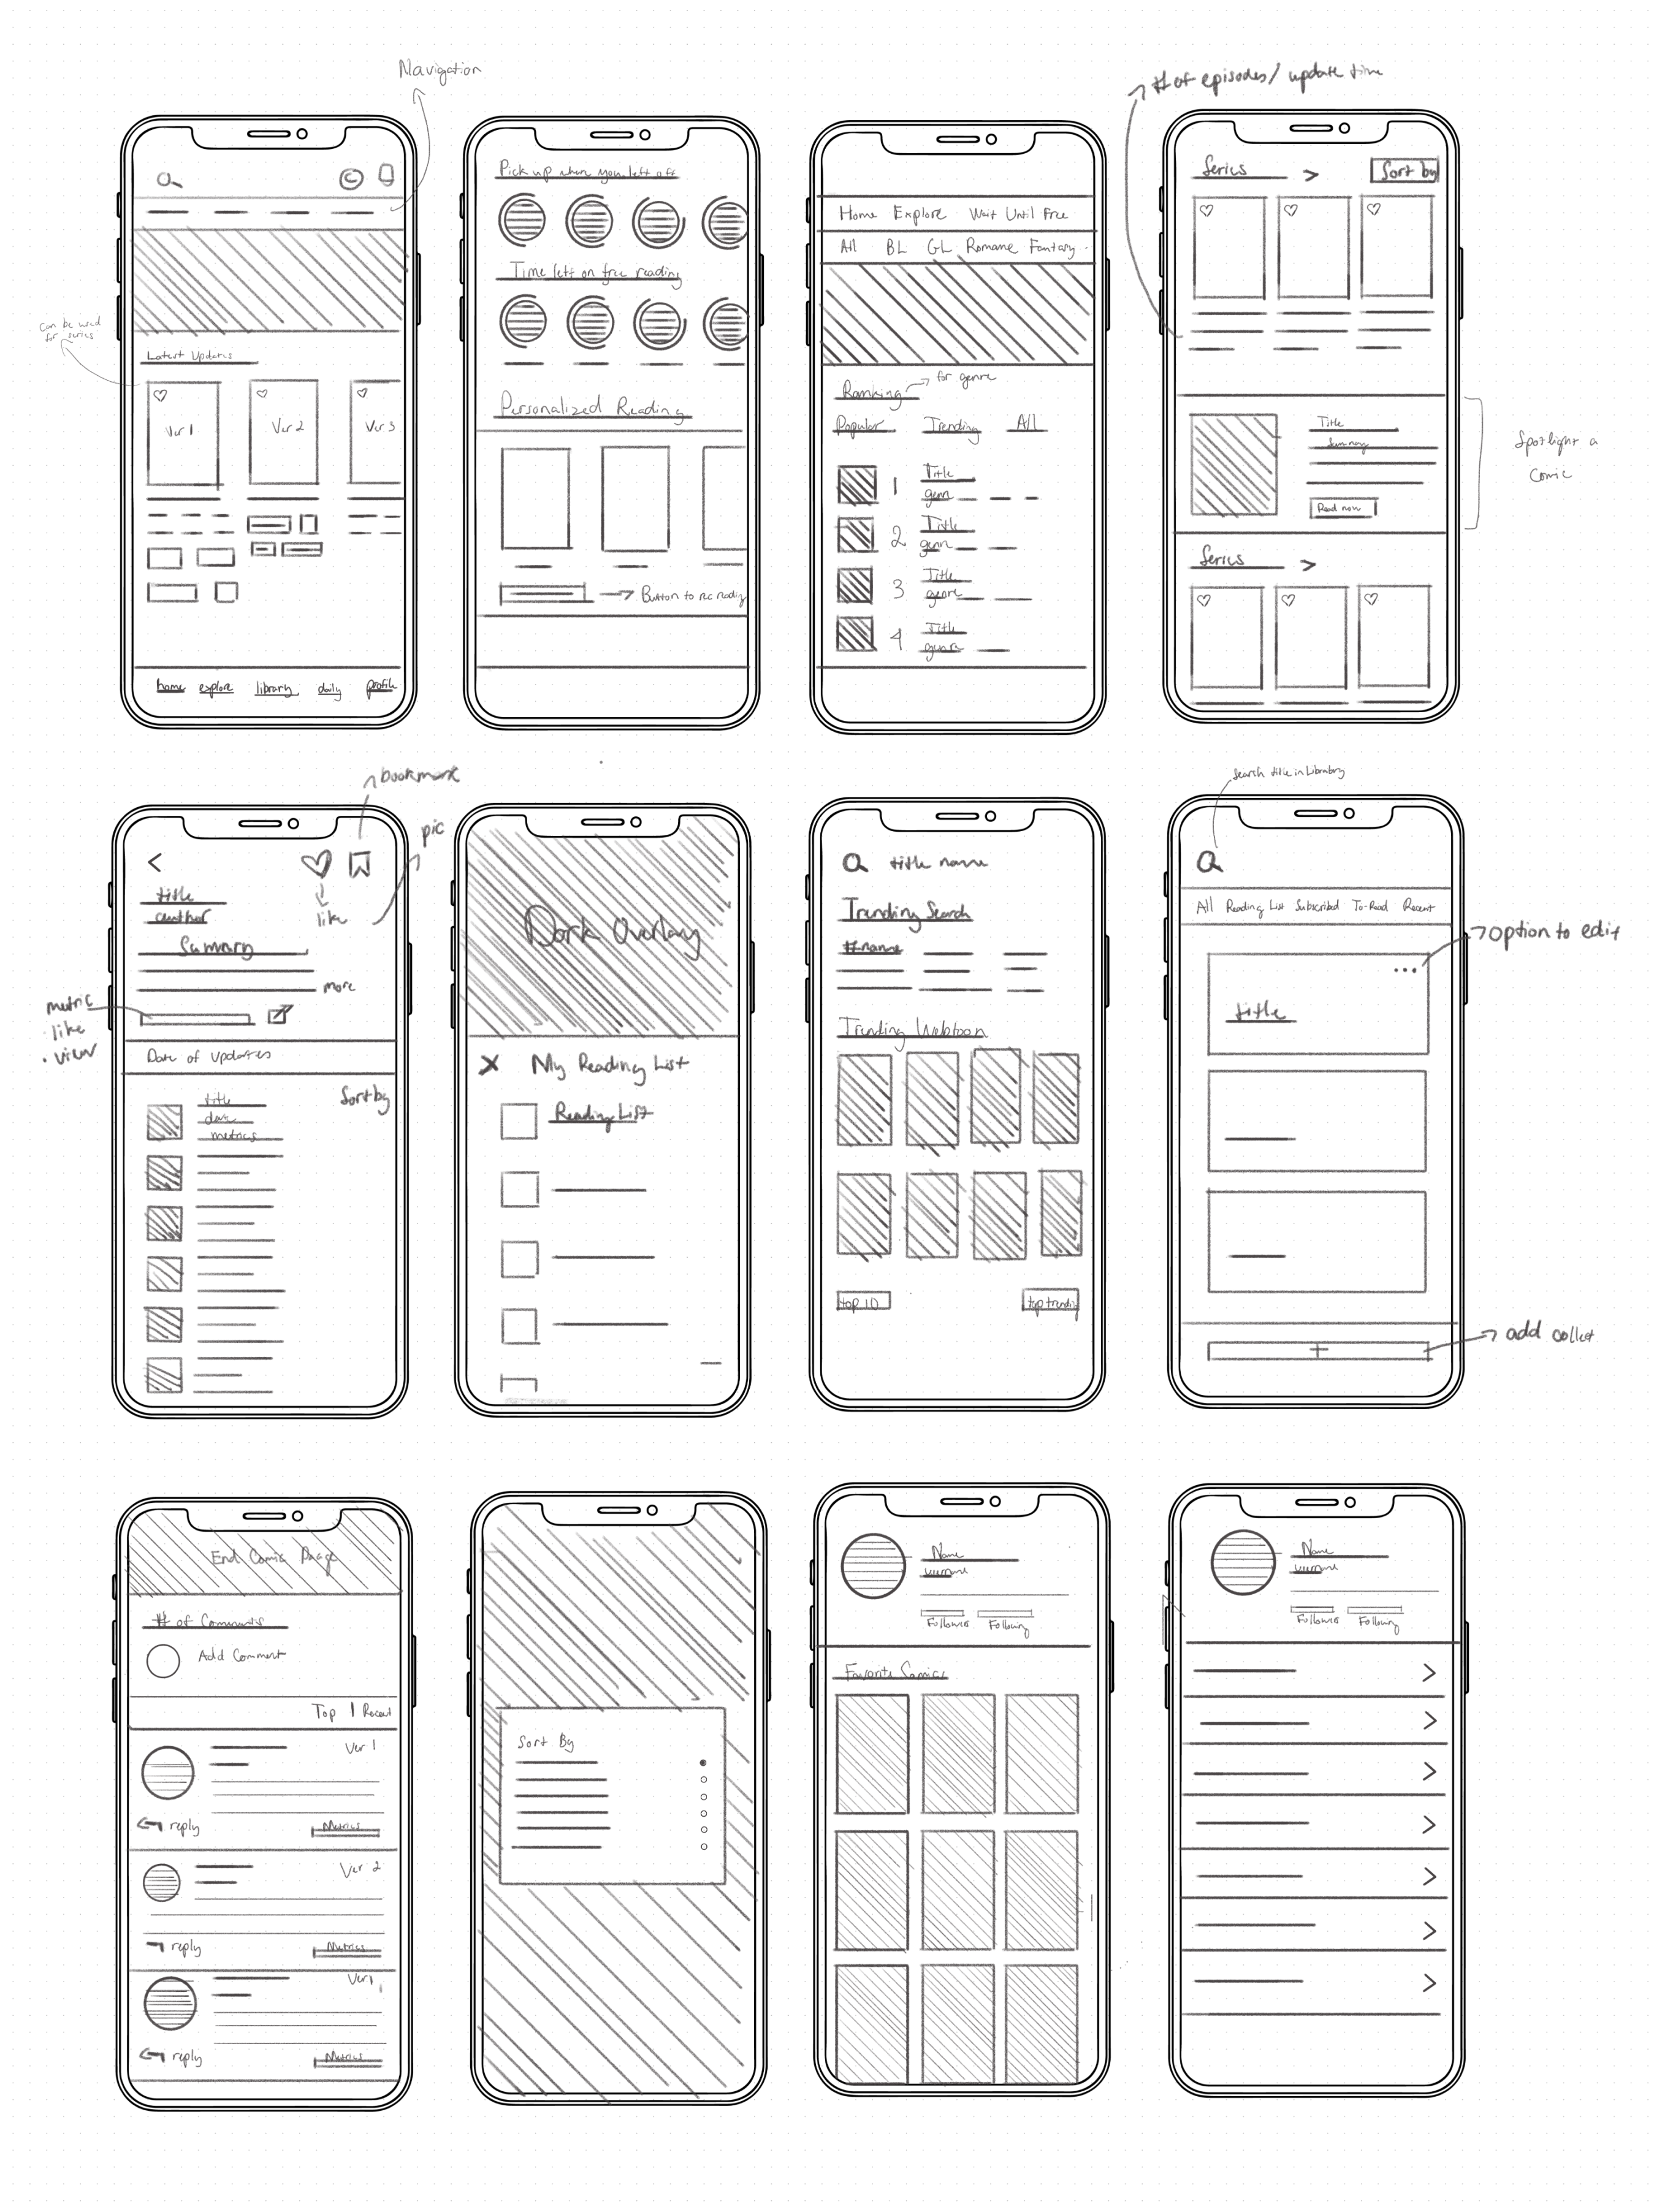 Navigation
can be used
for series
Latest Updates
Ver 1
Ver 2
Ver 3
home explore library daily profile
Pick up where you left off
Time left on free reading
Personalized Reading
Button to rec reading
Home Explore Wait Until Free
All BL GL Romane Fantasy
Ranking
for genre
Popular Trending All
1 Title
genre
2 Title
genre
3 Title
genre
4 Title
genre
# of episodes/ update time
Series >
Sort by
Title
Summary
Read now
Spotlight a
Comic
Series >
bookmark
pic
<
like
title
author
Summary
more
metric
. like
. view
Date of updates
Sort by
title
date
metrics
Dark Overlay
X My Reading List
Reading List
title name
Trending Search
#name
Trending Webtoon
top 10
top trending
search title in Library
All Reading List Subscribed To-Read Recent
option to edit
...
title
+
add collect
End Comic Page
# of Comments
Add Comment
Top | Recent
Ver 1
reply
Metrics
Ver 2
reply
Metrics
Ver 1
reply
Metrics
Sort By
Name
username
Followers Following
Favorite Comics
Name
username
Followers Following
>
>
>
>
>
>
>